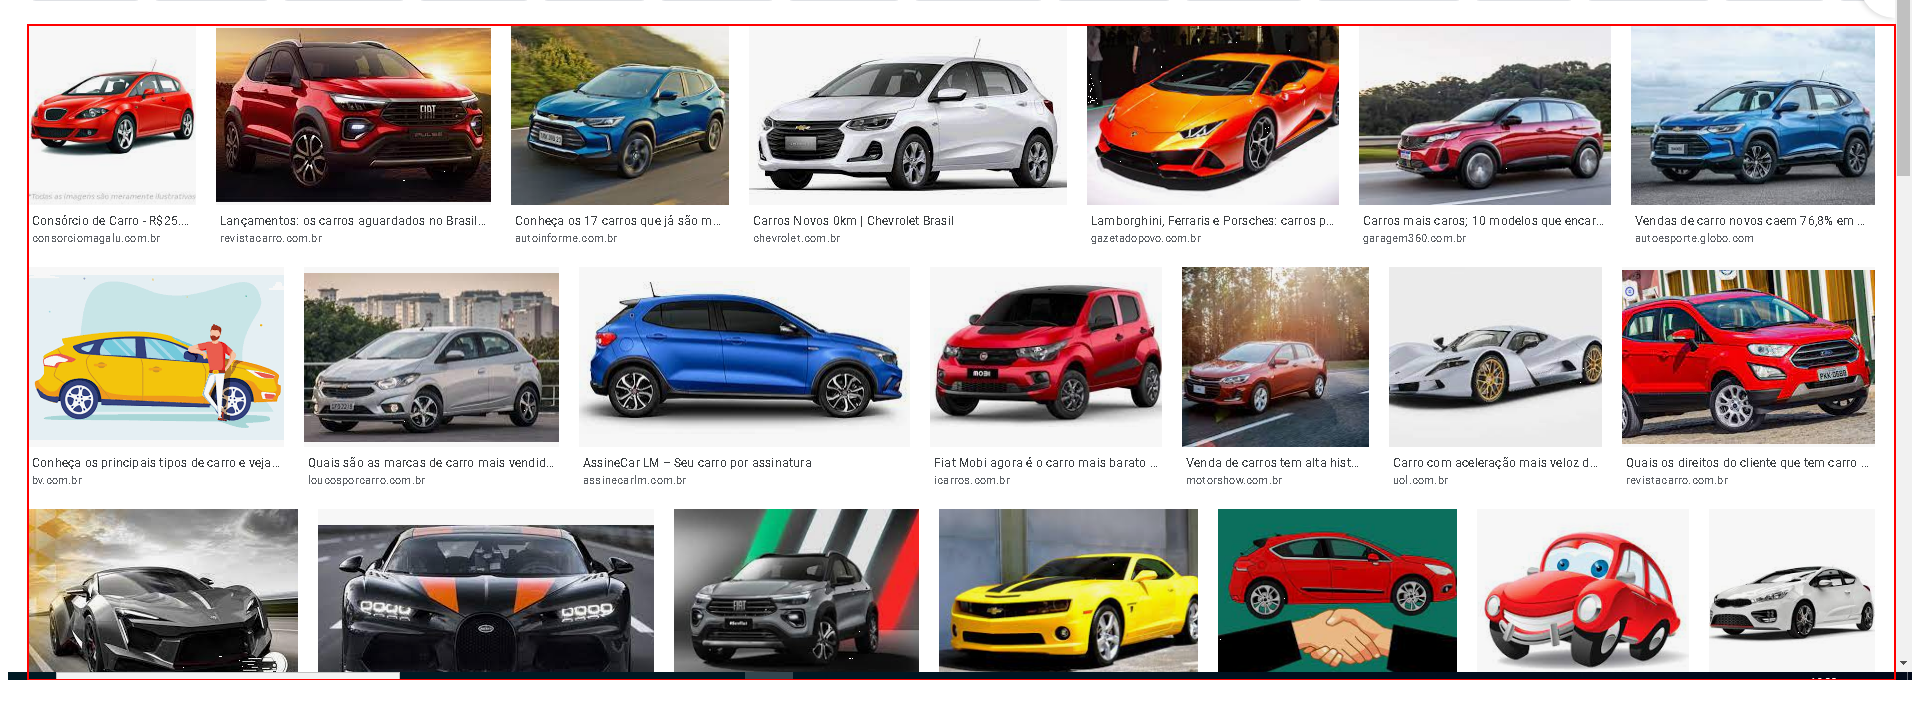 *Todas as imagens são meramente ilustrativas
FIAT
PULSE
Consórcio de Carro - R$25....
consorciomagalu.com.br
Lançamentos: os carros aguardados no Brasil...
revistacarro.com.br
Conheça os 17 carros que já são m...
autoinforme.com.br
Carros Novos 0km | Chevrolet Brasil
chevrolet.com.br
Lamborghini, Ferraris e Porsches: carros p...
gazetadopovo.com.br
Carros mais caros; 10 modelos que encar...
garagem360.com.br
Vendas de carro novos caem 76,8% em ...
autoesporte.globo.com
MOBI
Conheça os principais tipos de carro e veja...
bv.com.br
Quais são as marcas de carro mais vendid...
loucosporcarro.com.br
AssineCar LM – Seu carro por assinatura
assinecarlm.com.br
Fiat Mobi agora é o carro mais barato ...
icarros.com.br
Venda de carros tem alta hist...
motorshow.com.br
Carro com aceleração mais veloz d...
uol.com.br
Quais os direitos do cliente que tem carro ...
revistacarro.com.br
FIAT